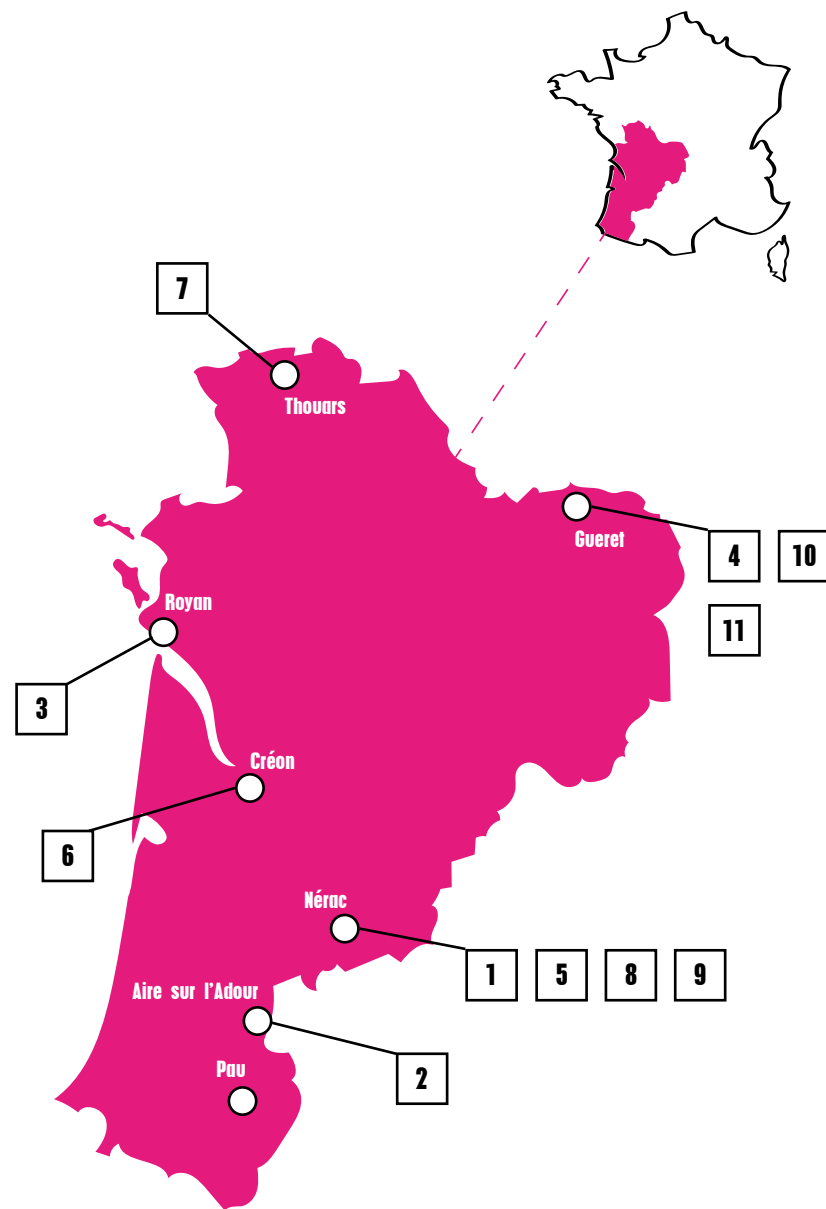 7
Thouars
Gueret
4 10
11
Royan
3
Créon
6
Nérac
1 5 8 9
Aire sur l'Adour
2
Pau